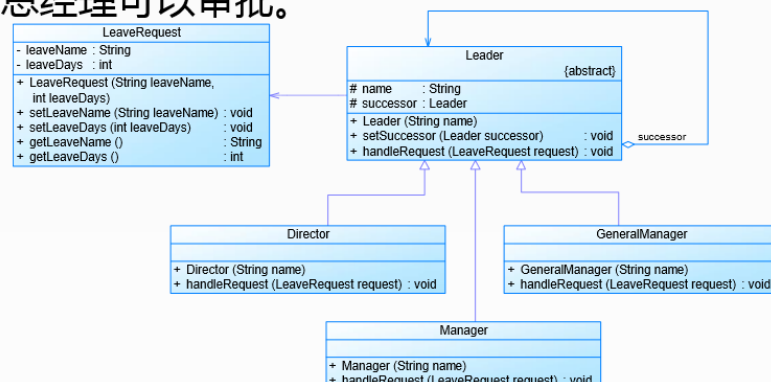 总经理可以审批。
LeaveRequest
- leaveName : String
- leaveDays : int
+ LeaveRequest (String leaveName,
int leaveDays)
+ setLeaveName (String leaveName) : void
+ setLeaveDays (int leaveDays) : void
+ getLeaveName () : String
+ getLeaveDays () : int
Leader
{abstract}
# name : String
# successor : Leader
+ Leader (String name)
+ setSuccessor (Leader successor) : void
+ handleRequest (LeaveRequest request) : void
successor
Director
+ Director (String name)
+ handleRequest (LeaveRequest request) : void
GeneralManager
+ GeneralManager (String name)
+ handleRequest (LeaveRequest request) : void
Manager
+ Manager (String name)
+ handleRequest (LeaveRequest request) : void